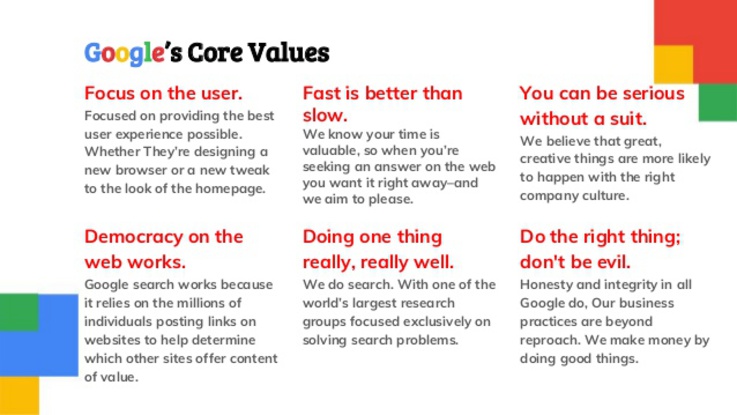 Google's Core Values
Focus on the user.
Focused on providing the best
user experience possible.
Whether They're designing a
new browser or a new tweak
to the look of the homepage.
Fast is better than
slow.
We know your time is
valuable, so when you're
seeking an answer on the web
you want it right away–and
we aim to please.
You can be serious
without a suit.
We believe that great,
creative things are more likely
to happen with the right
company culture.
Democracy on the
web works.
Google search works because
it relies on the millions of
individuals posting links on
websites to help determine
which other sites offer content
of value.
Doing one thing
really, really well.
We do search. With one of the
world's largest research
groups focused exclusively on
solving search problems.
Do the right thing;
don't be evil.
Honesty and integrity in all
Google do, Our business
practices are beyond
reproach. We make money by
doing good things.